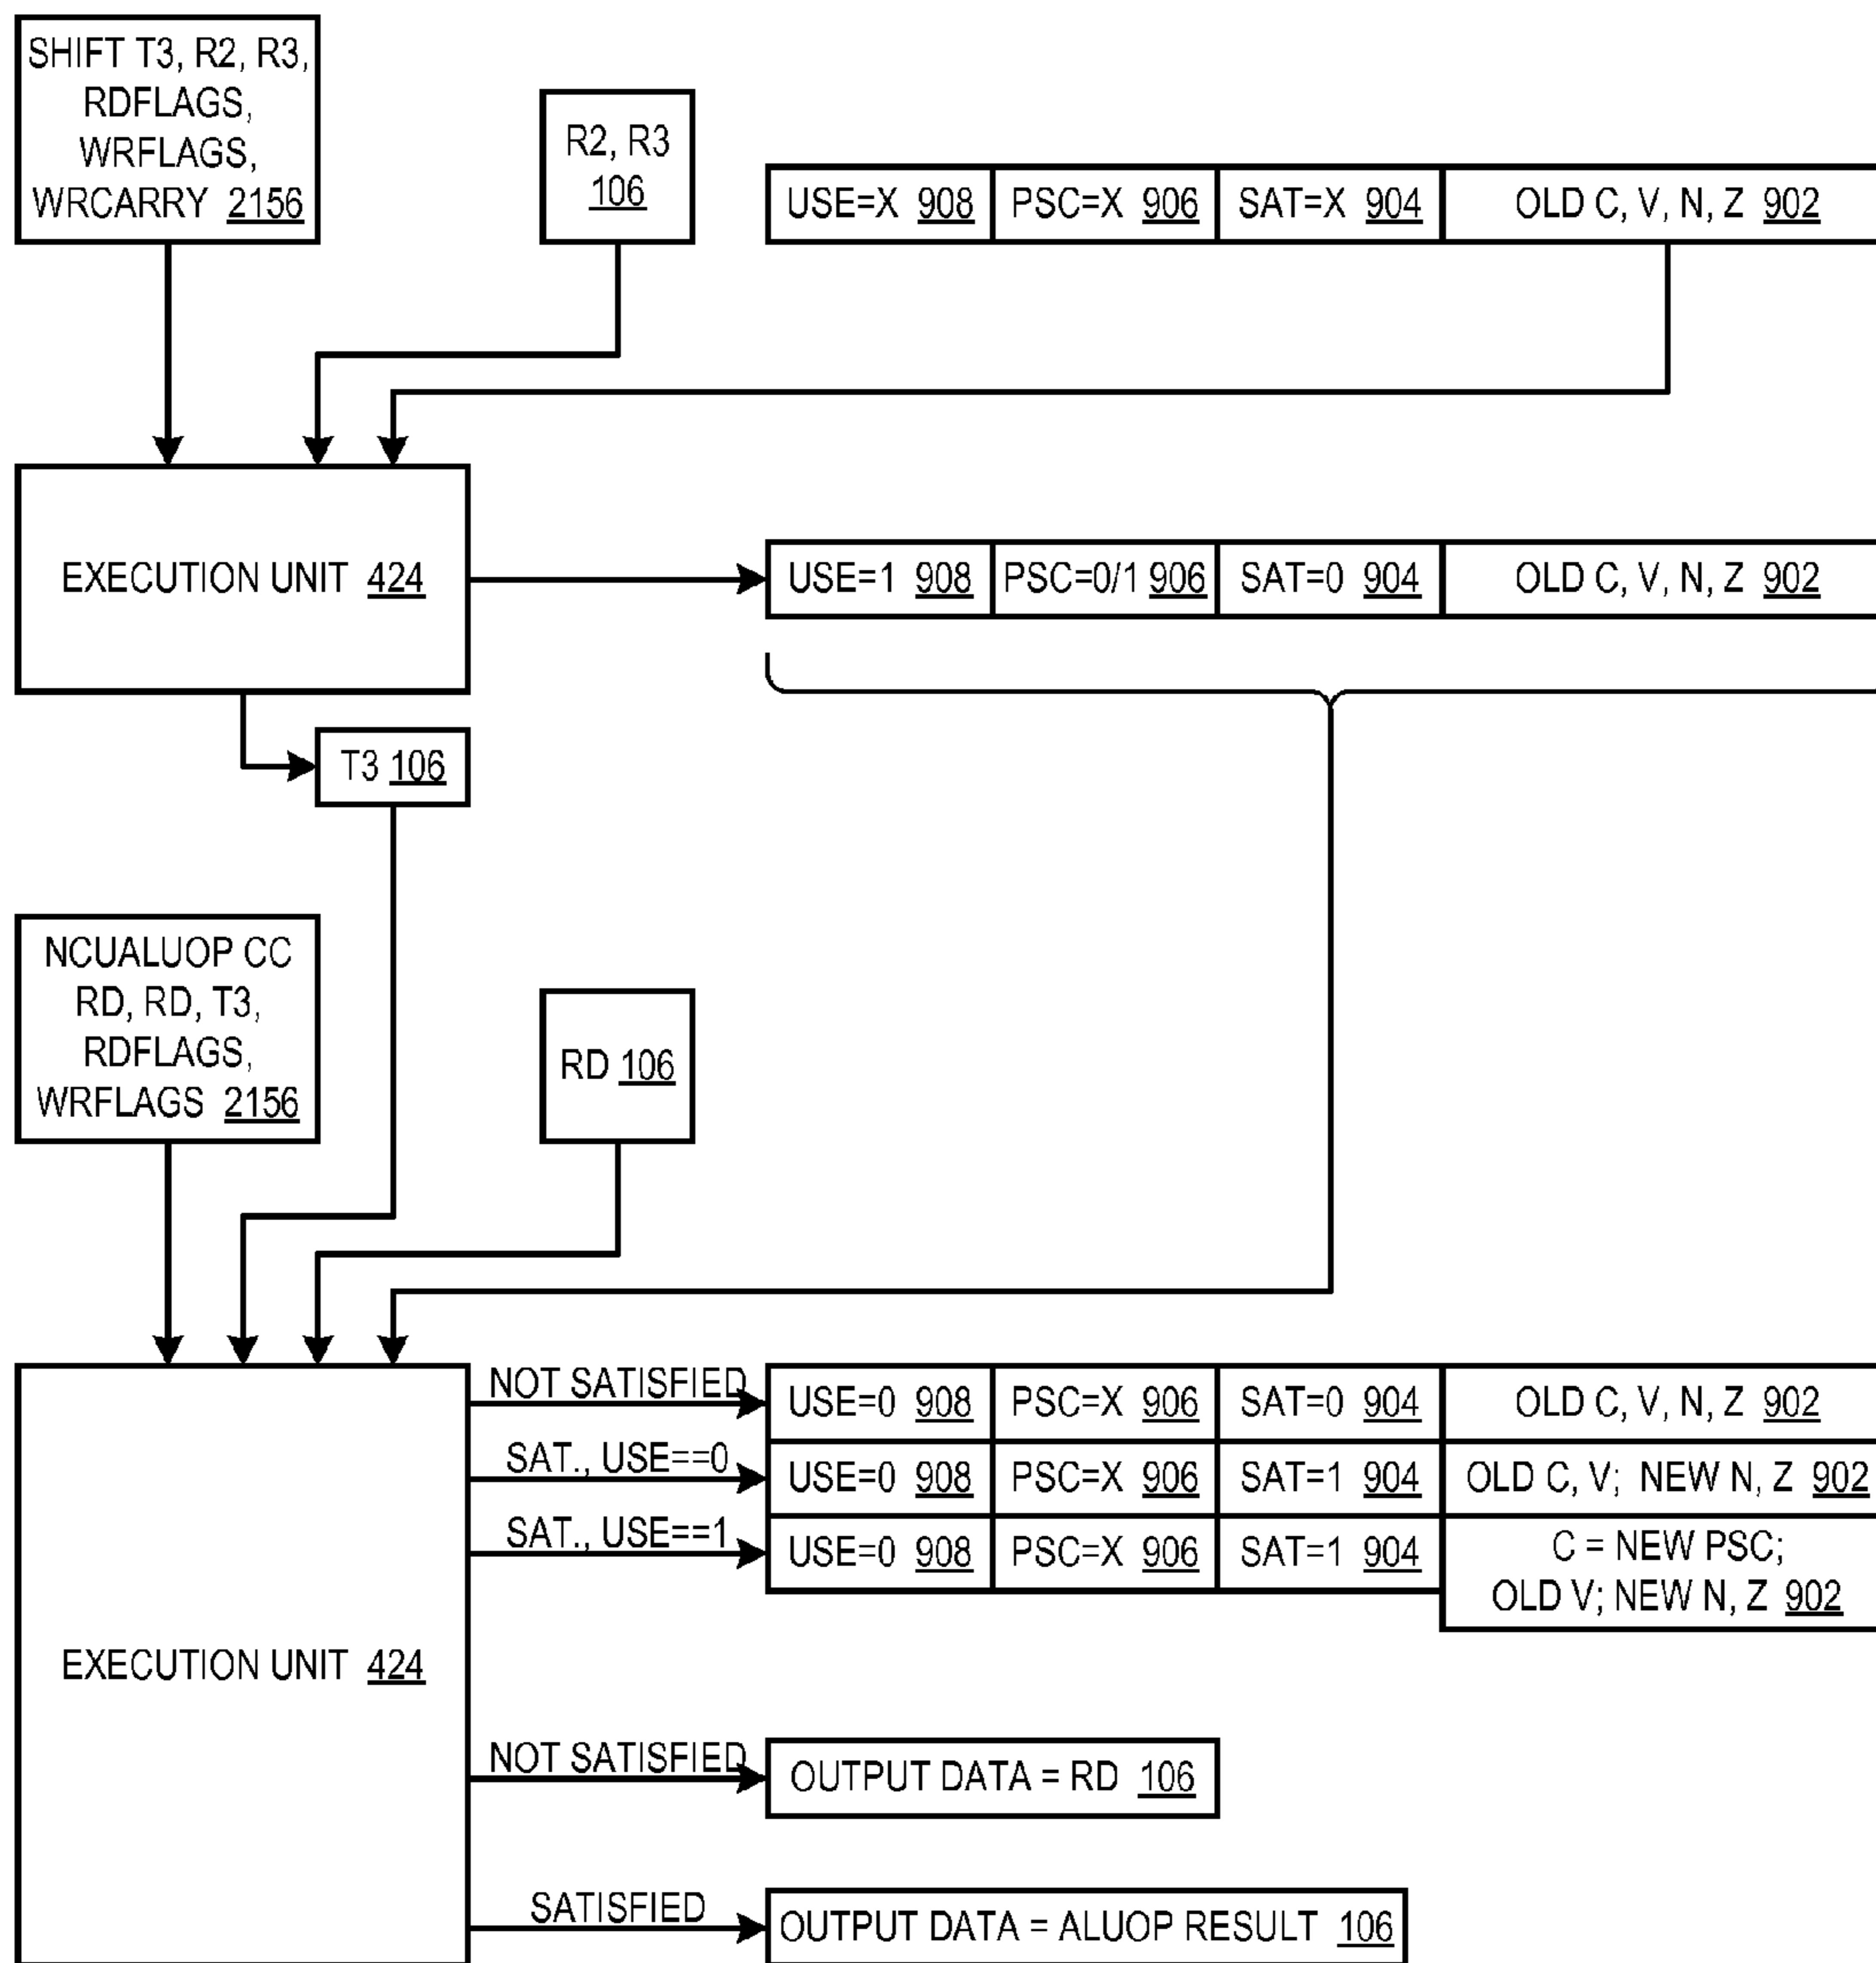 SHIFT T3, R2, R3,
RDFLAGS,
WRFLAGS,
WRCARRY 2156
R2, R3
106
USE=X 908 PSC=X 906 SAT=X 904 OLD C, V, N, Z 902
EXECUTION UNIT 424
USE=1 908 PSC=0/1 906 SAT=0 904 OLD C, V, N, Z 902
T3 106
NCUALUOP CC
RD, RD, T3,
RDFLAGS,
WRFLAGS 2156
RD 106
EXECUTION UNIT 424
NOT SATISFIED
USE=0 908 PSC=X 906 SAT=0 904 OLD C, V, N, Z 902
SAT., USE==0
USE=0 908 PSC=X 906 SAT=1 904 OLD C, V; NEW N, Z 902
SAT., USE==1
USE=0 908 PSC=X 906 SAT=1 904 C = NEW PSC;
OLD V; NEW N, Z 902
NOT SATISFIED
OUTPUT DATA = RD 106
SATISFIED
OUTPUT DATA = ALUOP RESULT 106